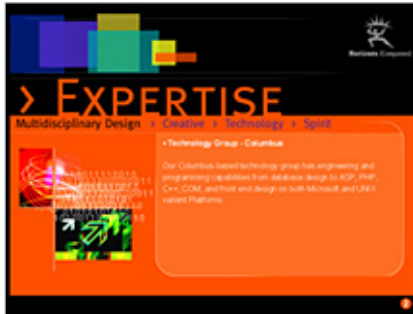 Horizons Companies
> EXPERTISE
Multidisciplinary Design > Creative > Technology > Spirit
• Technology Group - Columbus
Our Columbus-based technology group has engineering and
programming capabilities from database design to ASP, PHP,
C++, COM, and front end design on both Microsoft and UNIX
variant Platforms
2